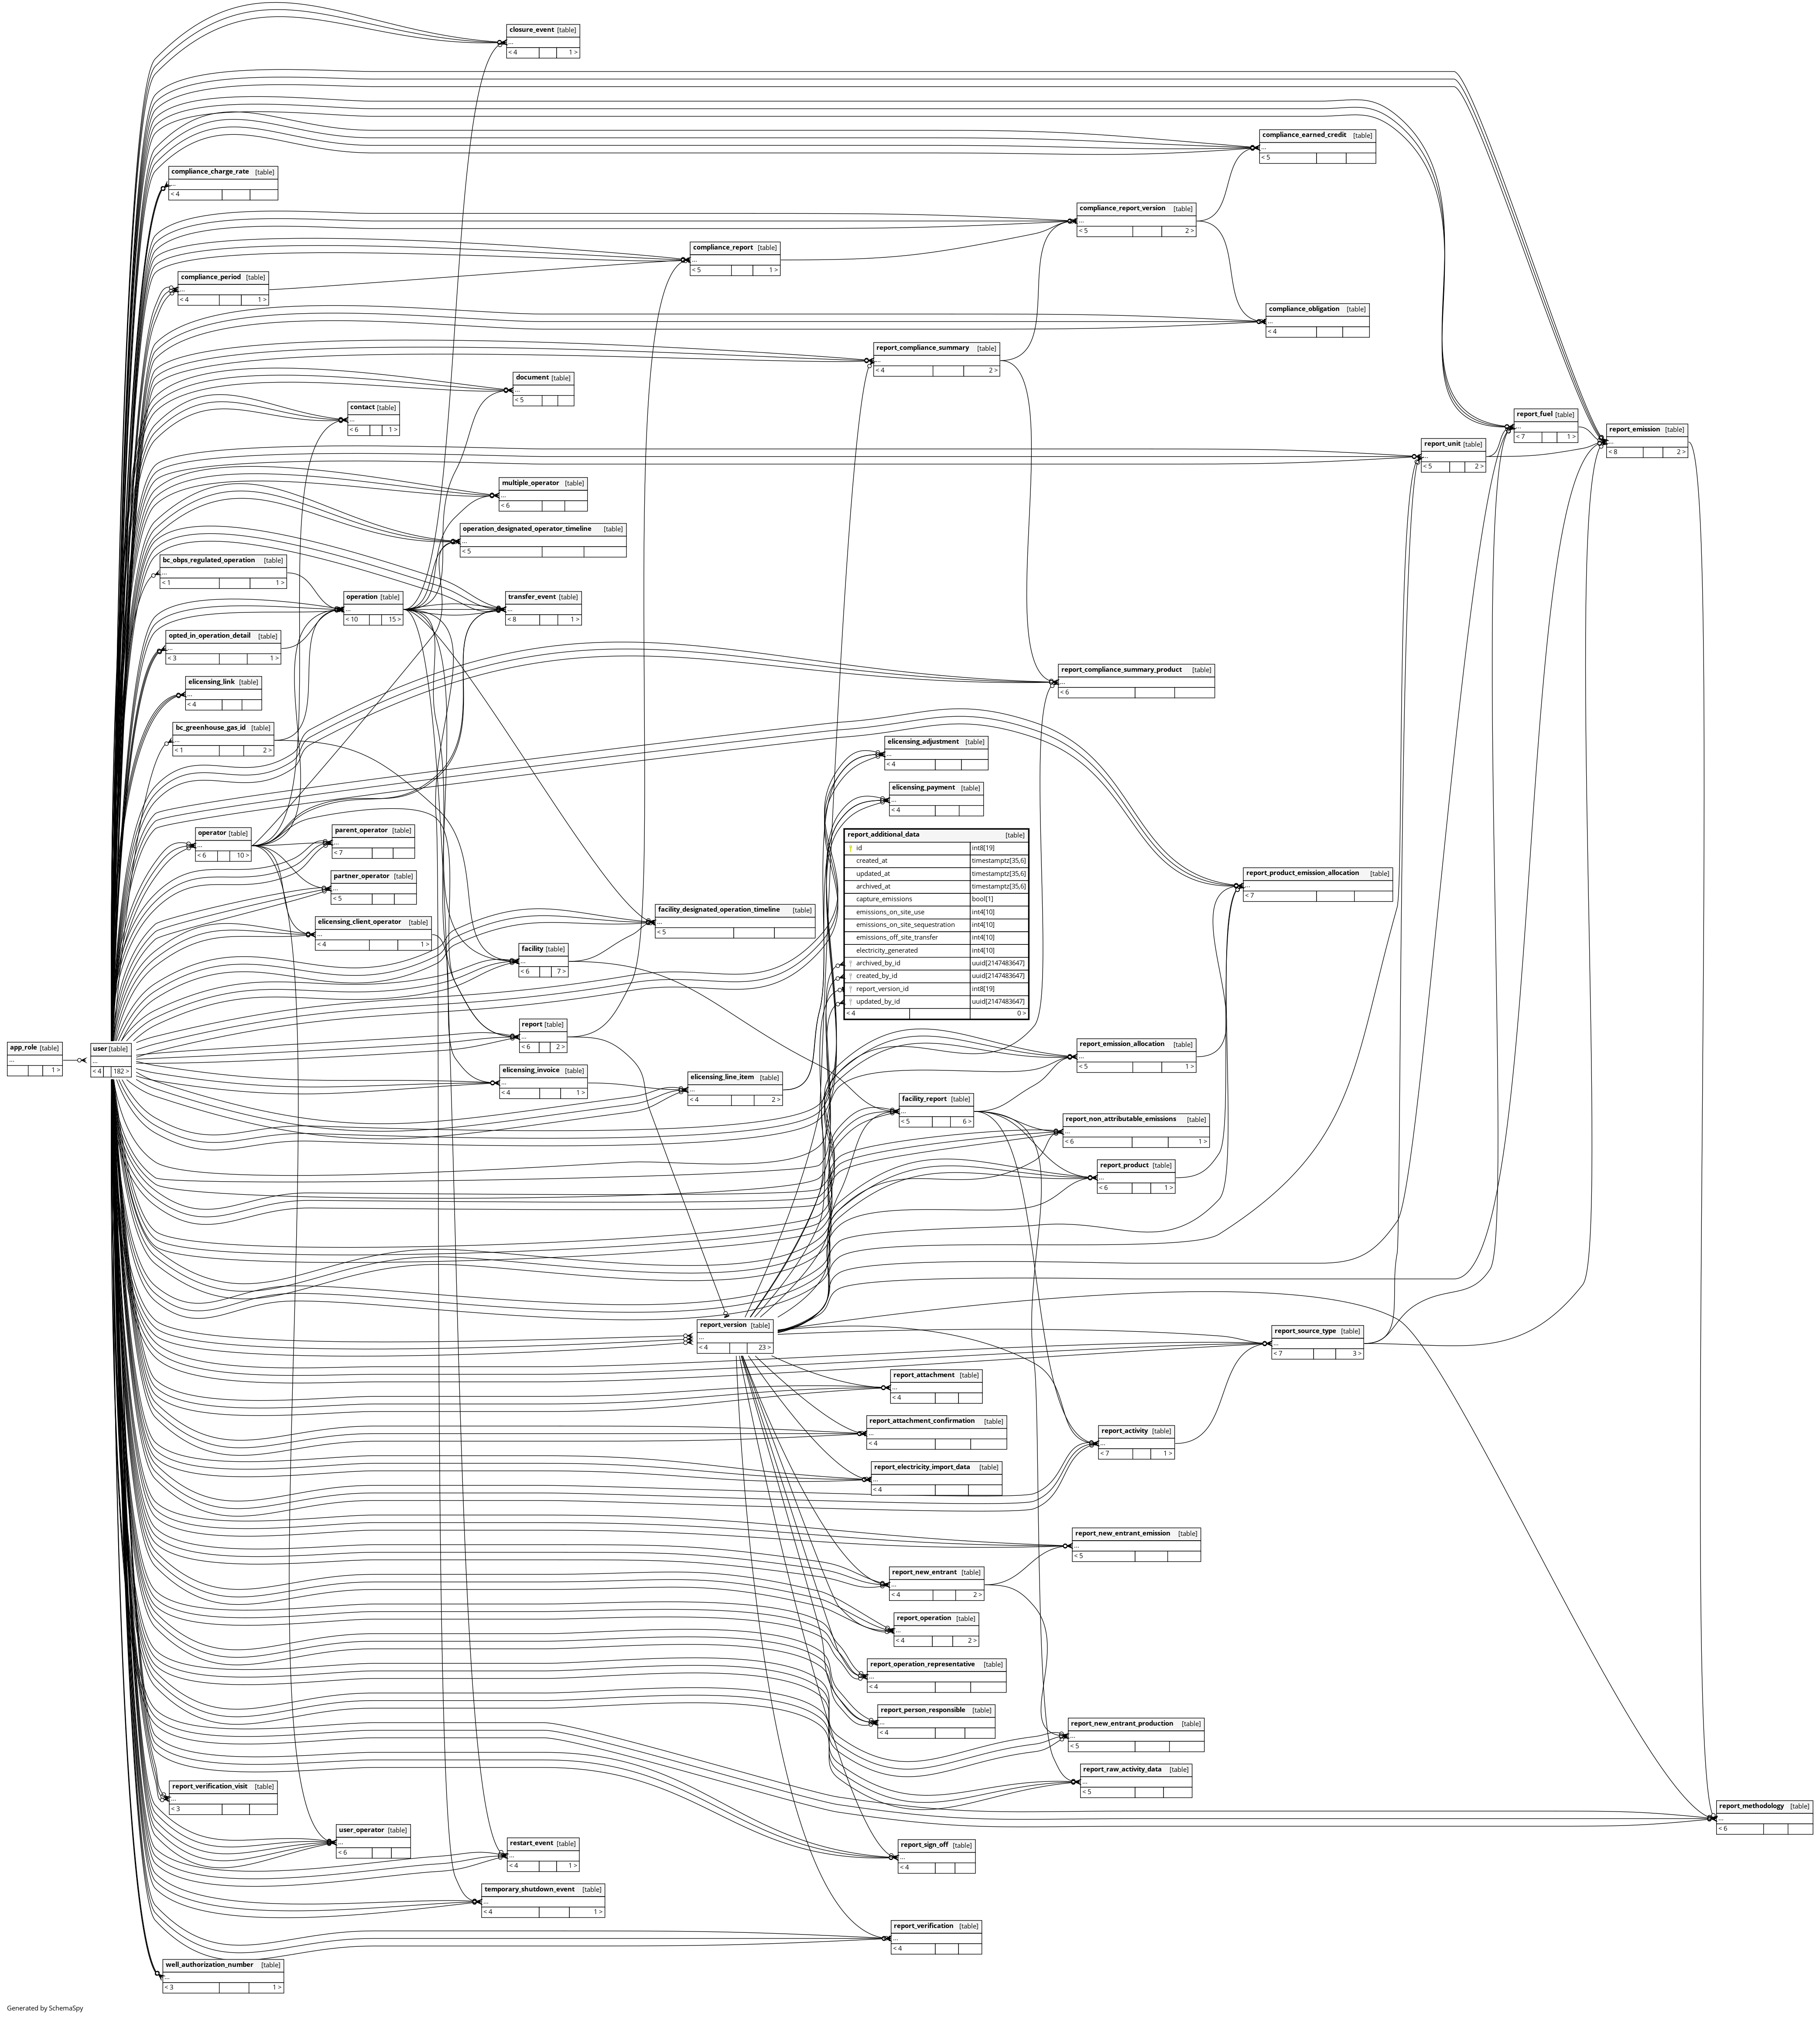 closure_event [table]
...
< 4 1 >
compliance_earned_credit [table]
...
< 5
compliance_charge_rate [table]
...
< 4
compliance_report_version [table]
...
< 5 2 >
compliance_report [table]
...
< 5 1 >
compliance_period [table]
...
< 4 1 >
compliance_obligation [table]
...
< 4
report_compliance_summary [table]
...
< 4 2 >
document [table]
...
< 5
contact [table]
...
< 6 1 >
report_fuel [table]
...
< 7 1 >
report_emission [table]
...
< 8 2 >
report_unit [table]
...
< 5 2 >
multiple_operator [table]
...
< 6
operation_designated_operator_timeline [table]
...
< 5
bc_obps_regulated_operation [table]
...
< 1 1 >
operation [table]
...
< 10 15 >
transfer_event [table]
...
< 8 1 >
opted_in_operation_detail [table]
...
< 3 1 >
report_compliance_summary_product [table]
...
< 6
elicensing_link [table]
...
< 4
bc_greenhouse_gas_id [table]
...
< 1 2 >
elicensing_adjustment [table]
...
< 4
elicensing_payment [table]
...
< 4
operator [table]
...
< 6 10 >
parent_operator [table]
...
< 7
report_additional_data [table]
id int8[19]
created_at timestamptz[35,6]
updated_at timestamptz[35,6]
archived_at timestamptz[35,6]
capture_emissions bool[1]
emissions_on_site_use int4[10]
emissions_on_site_sequestration int4[10]
emissions_off_site_transfer int4[10]
electricity_generated int4[10]
archived_by_id uuid[2147483647]
created_by_id uuid[2147483647]
report_version_id int8[19]
updated_by_id uuid[2147483647]
< 4 0 >
report_product_emission_allocation [table]
...
< 7
partner_operator [table]
...
< 5
facility_designated_operation_timeline [table]
...
< 5
elicensing_client_operator [table]
...
< 4 1 >
facility [table]
...
< 6 7 >
report [table]
...
< 6 2 >
app_role [table]
...
1 >
user [table]
...
< 4 182 >
report_emission_allocation [table]
...
< 5 1 >
elicensing_invoice [table]
...
< 4 1 >
elicensing_line_item [table]
...
< 4 2 >
facility_report [table]
...
< 5 6 >
report_non_attributable_emissions [table]
...
< 6 1 >
report_product [table]
...
< 6 1 >
report_version [table]
...
< 4 23 >
report_source_type [table]
...
< 7 3 >
report_attachment [table]
...
< 4
report_attachment_confirmation [table]
...
< 4
report_activity [table]
...
< 7 1 >
report_electricity_import_data [table]
...
< 4
report_new_entrant_emission [table]
...
< 5
report_new_entrant [table]
...
< 4 2 >
report_operation [table]
...
< 4 2 >
report_operation_representative [table]
...
< 4
report_person_responsible [table]
...
< 4
report_new_entrant_production [table]
...
< 5
report_raw_activity_data [table]
...
< 5
report_verification_visit [table]
...
< 3
report_methodology [table]
...
< 6
user_operator [table]
...
< 6
restart_event [table]
...
< 4 1 >
report_sign_off [table]
...
< 4
temporary_shutdown_event [table]
...
< 4 1 >
report_verification [table]
...
< 4
well_authorization_number [table]
...
< 3 1 >
Generated by SchemaSpy